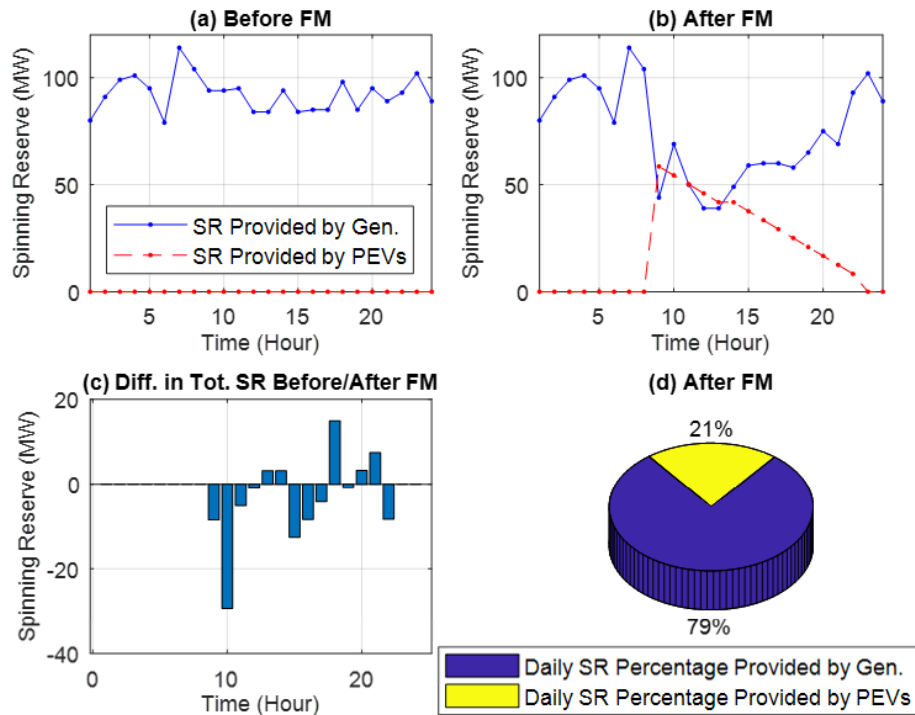 (a) Before FM
Spinning Reserve (MW)
100
50
0
SR Provided by Gen.
SR Provided by PEVs
5
10
15
20
Time (Hour)
(b) After FM
Spinning Reserve (MW)
100
50
0
5
10
15
20
Time (Hour)
(c) Diff. in Tot. SR Before/After FM
Spinning Reserve (MW)
20
0
-20
-40
0
10
20
Time (Hour)
(d) After FM
21%
79%
Daily SR Percentage Provided by Gen.
Daily SR Percentage Provided by PEVs